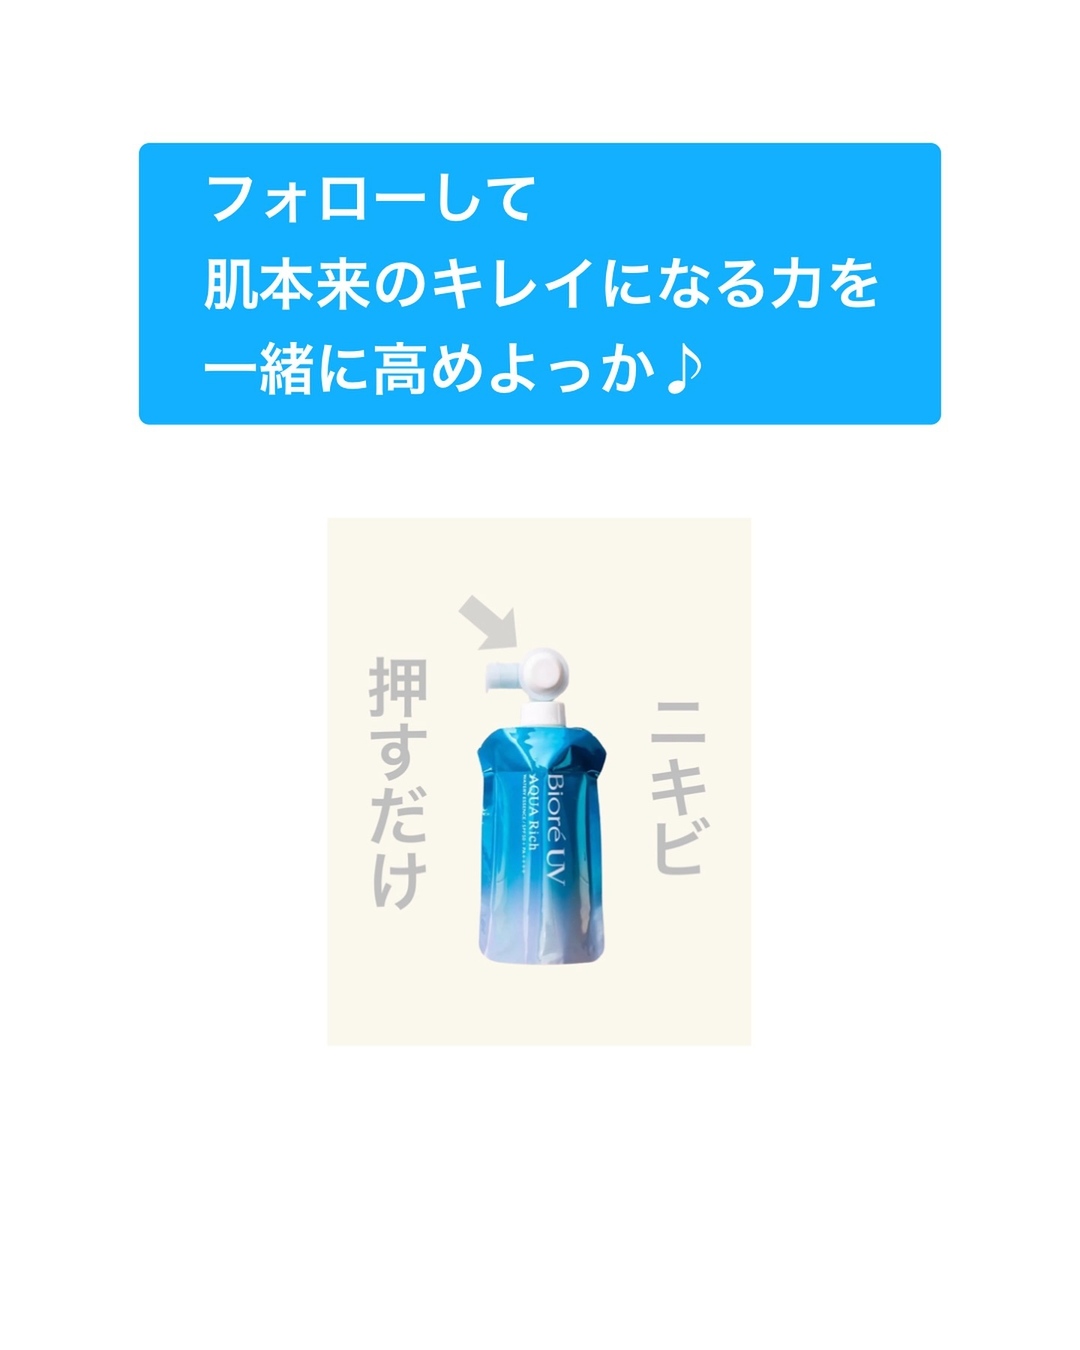 フォローして
肌本来のキレイになる力を
一緒に高めよっか♪
ニキビ
押すだけ
Bioré UV
AQUA Rich